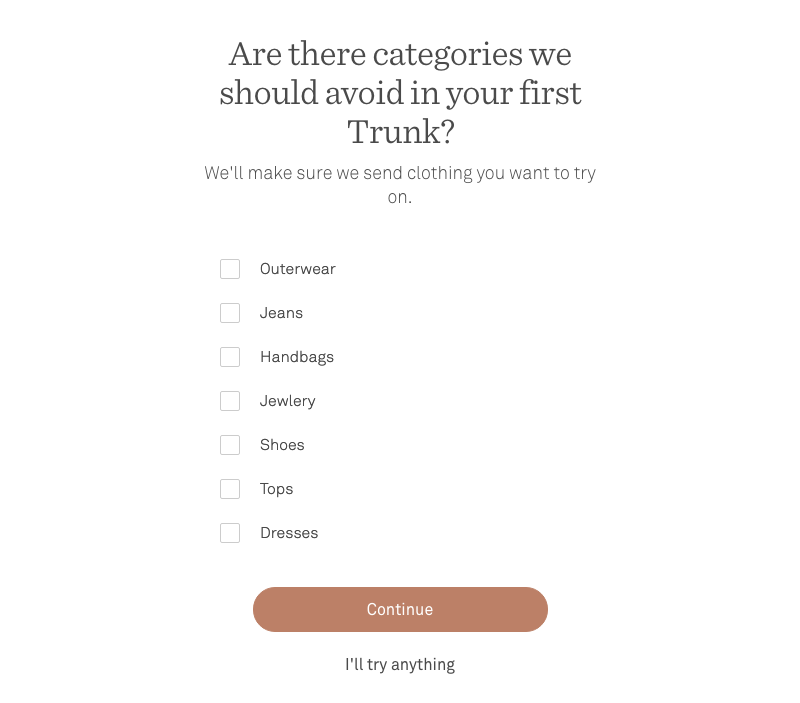 Are there categories we
should avoid in your first
Trunk?
We'll make sure we send clothing you want to try
on.
Outerwear
Jeans
Handbags
Jewlery
Shoes
Tops
Dresses
Continue
I'll try anything